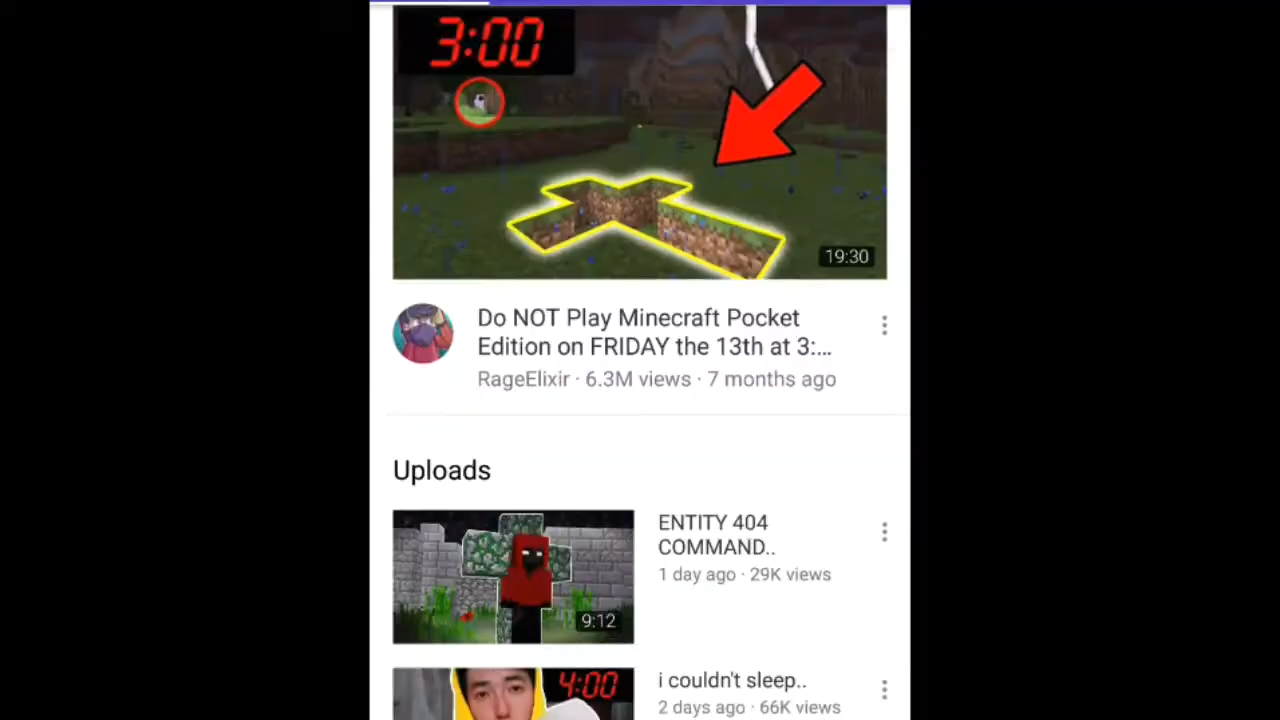 3:00
19:30
Do NOT Play Minecraft Pocket
Edition on FRIDAY the 13th at 3:...
RageElixir · 6.3M views · 7 months ago
Uploads
ENTITY 404
COMMAND..
1 day ago · 29K views
9:12
4:00
i couldn't sleep..
2 days ago · 66K views